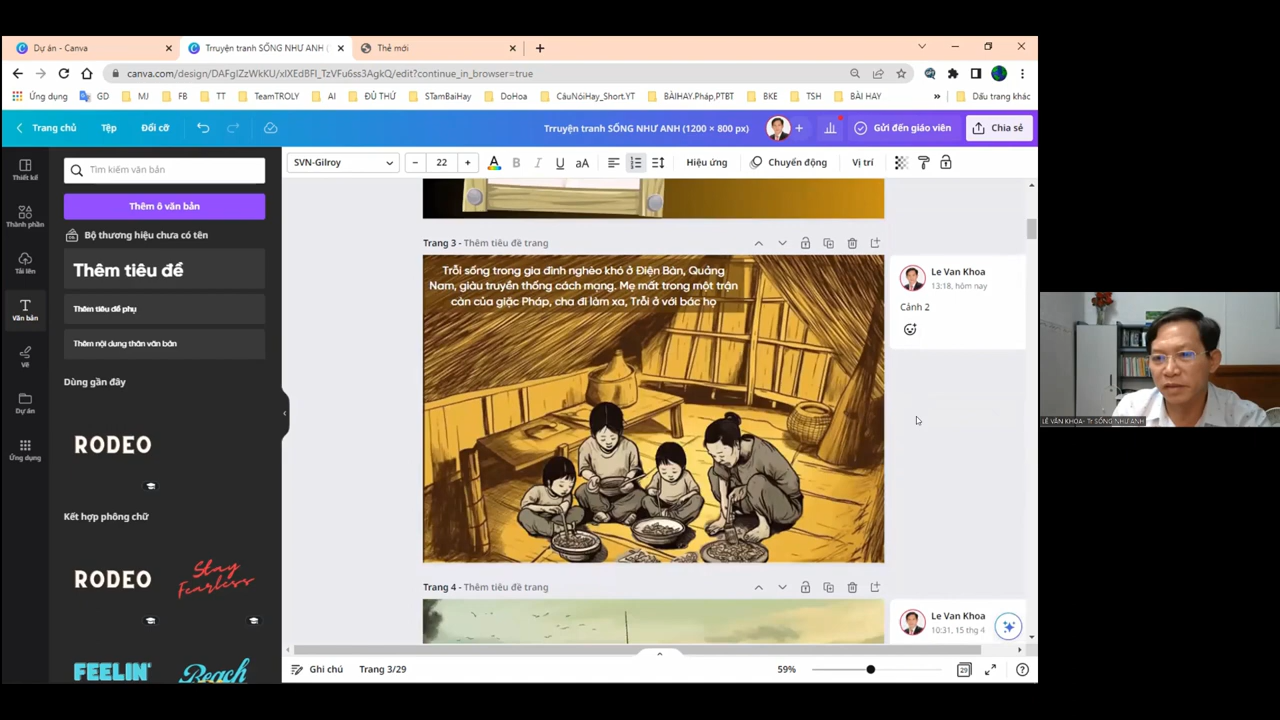 Dự án - Canva
Trruyện tranh SỐNG NHƯ ANH (
Thẻ mới
canva.com/design/DAFglZzWkKU/xlXEdBFl_TzVFu6ss3AgkQ/edit?continue_in_browser=true
Ứng dụng GD MJ FB TT TeamTROLY AI ĐỦ THỨ STamBaiHay DoHoa CâuNóiHay_Short.YT BÀIHAY.Pháp,PTBT BKE TSH BÀI HAY » Dấu trang khác
Trang chủ Tệp Đổi cỡ Trruyện tranh SỐNG NHƯ ANH (1200 × 800 px) Gửi đến giáo viên Chia sẻ
SVN-Gilroy 22 A B I U aA Hiệu ứng Chuyển động Vị trí
Thiết kế
Thành phần
Tải lên
Văn bản
Vẽ
Dự án
Ứng dụng
Tìm kiếm văn bản
Thêm ô văn bản
Bộ thương hiệu chưa có tên
Thêm tiêu đề
Thêm tiêu đề phụ
Thêm nội dung thân văn bản
Dùng gần đây
RODEO
Kết hợp phông chữ
RODEO
Stay
Fearless
FEELIN'
Beach
Trang 3 - Thêm tiêu đề trang
Trỗi sống trong gia đình nghèo khó ở Điện Bàn, Quảng
Nam, giàu truyền thống cách mạng. Mẹ mất trong một trận
càn của giặc Pháp, cha đi làm xa, Trỗi ở với bác họ
Le Van Khoa
13:18, hôm nay
Cảnh 2
Trang 4 - Thêm tiêu đề trang
Le Van Khoa
10:31, 15 thg 4
Ghi chú Trang 3/29 59% 29
LÊ VĂN KHOA- Tr SỐNG NHƯ ANH